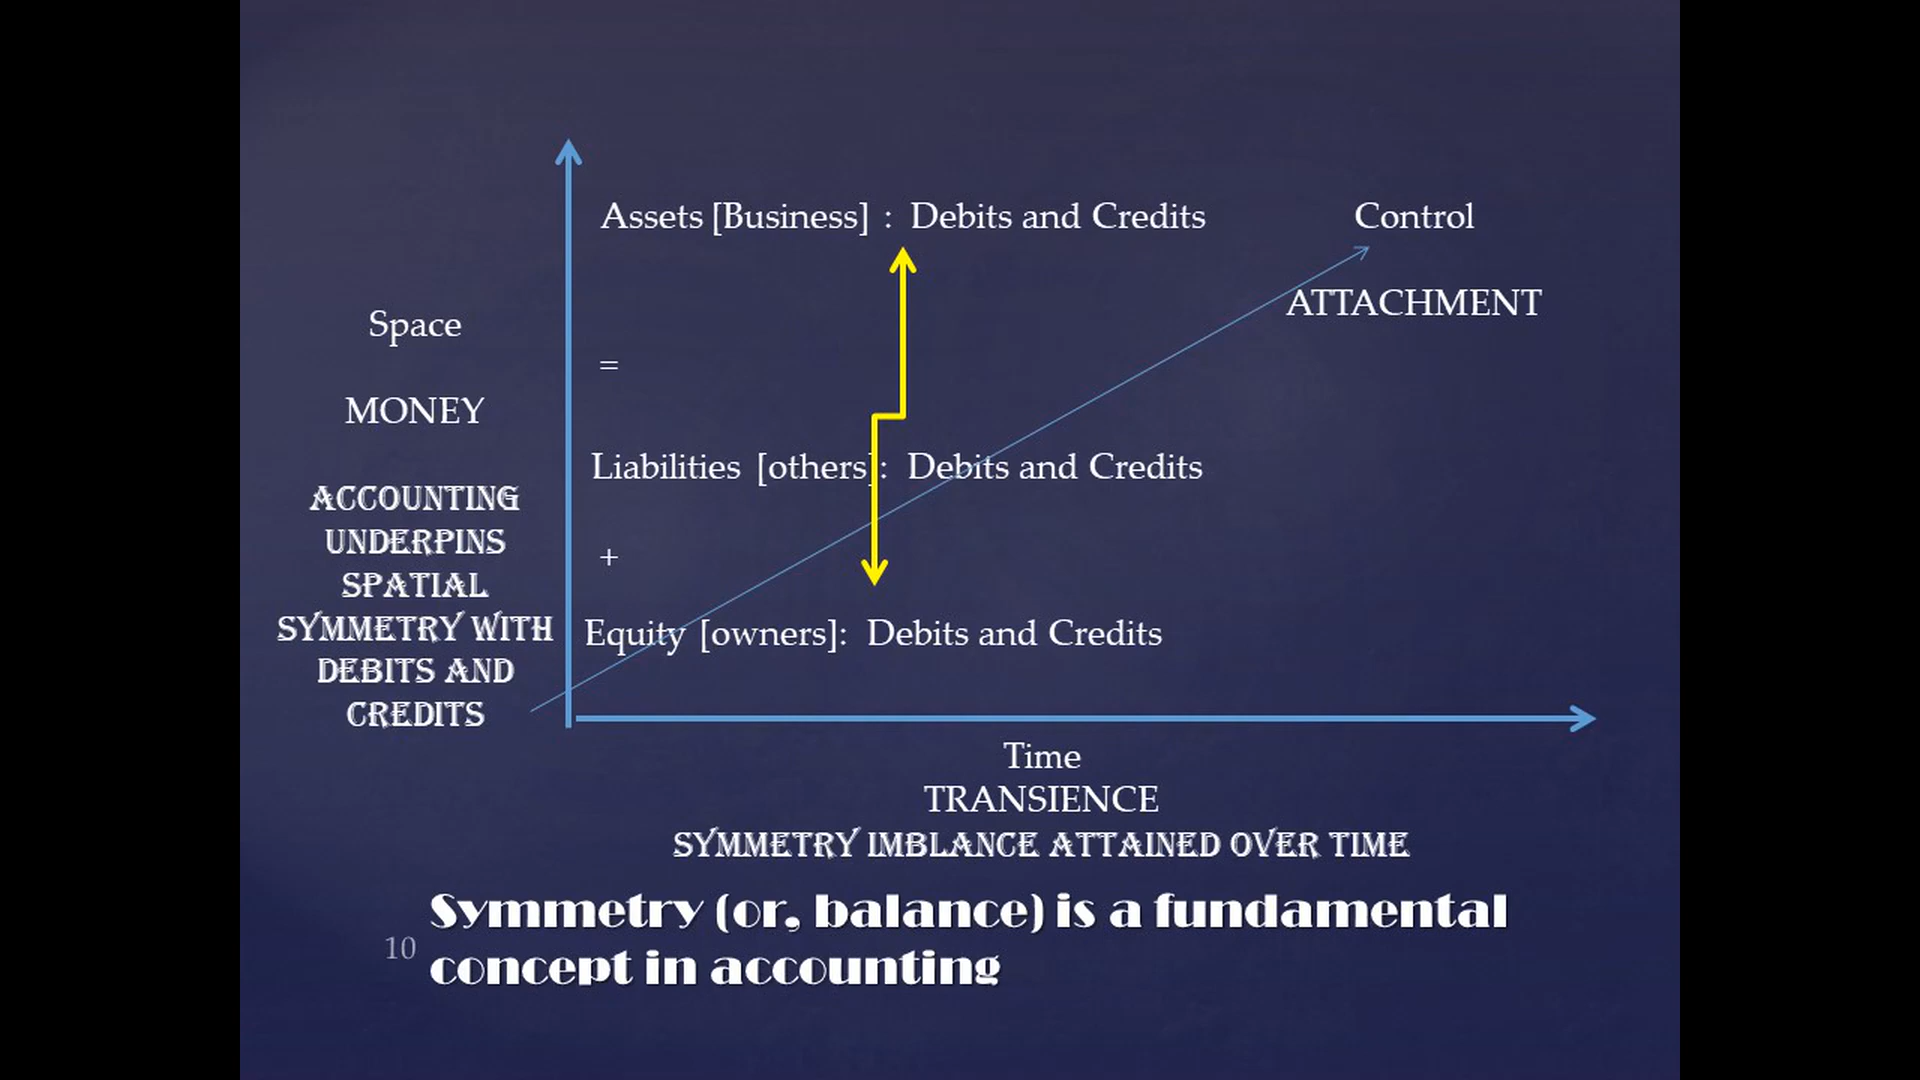 Assets [Business] : Debits and Credits
Control
ATTACHMENT
Space
=
MONEY
Liabilities [others]: Debits and Credits
ACCOUNTING
UNDERPINS
SPATIAL
SYMMETRY WITH
DEBITS AND
CREDITS
+
Equity [owners]: Debits and Credits
Time
TRANSIENCE
SYMMETRY IMBLANCE ATTAINED OVER TIME
Symmetry (or, balance) is a fundamental
concept in accounting
10